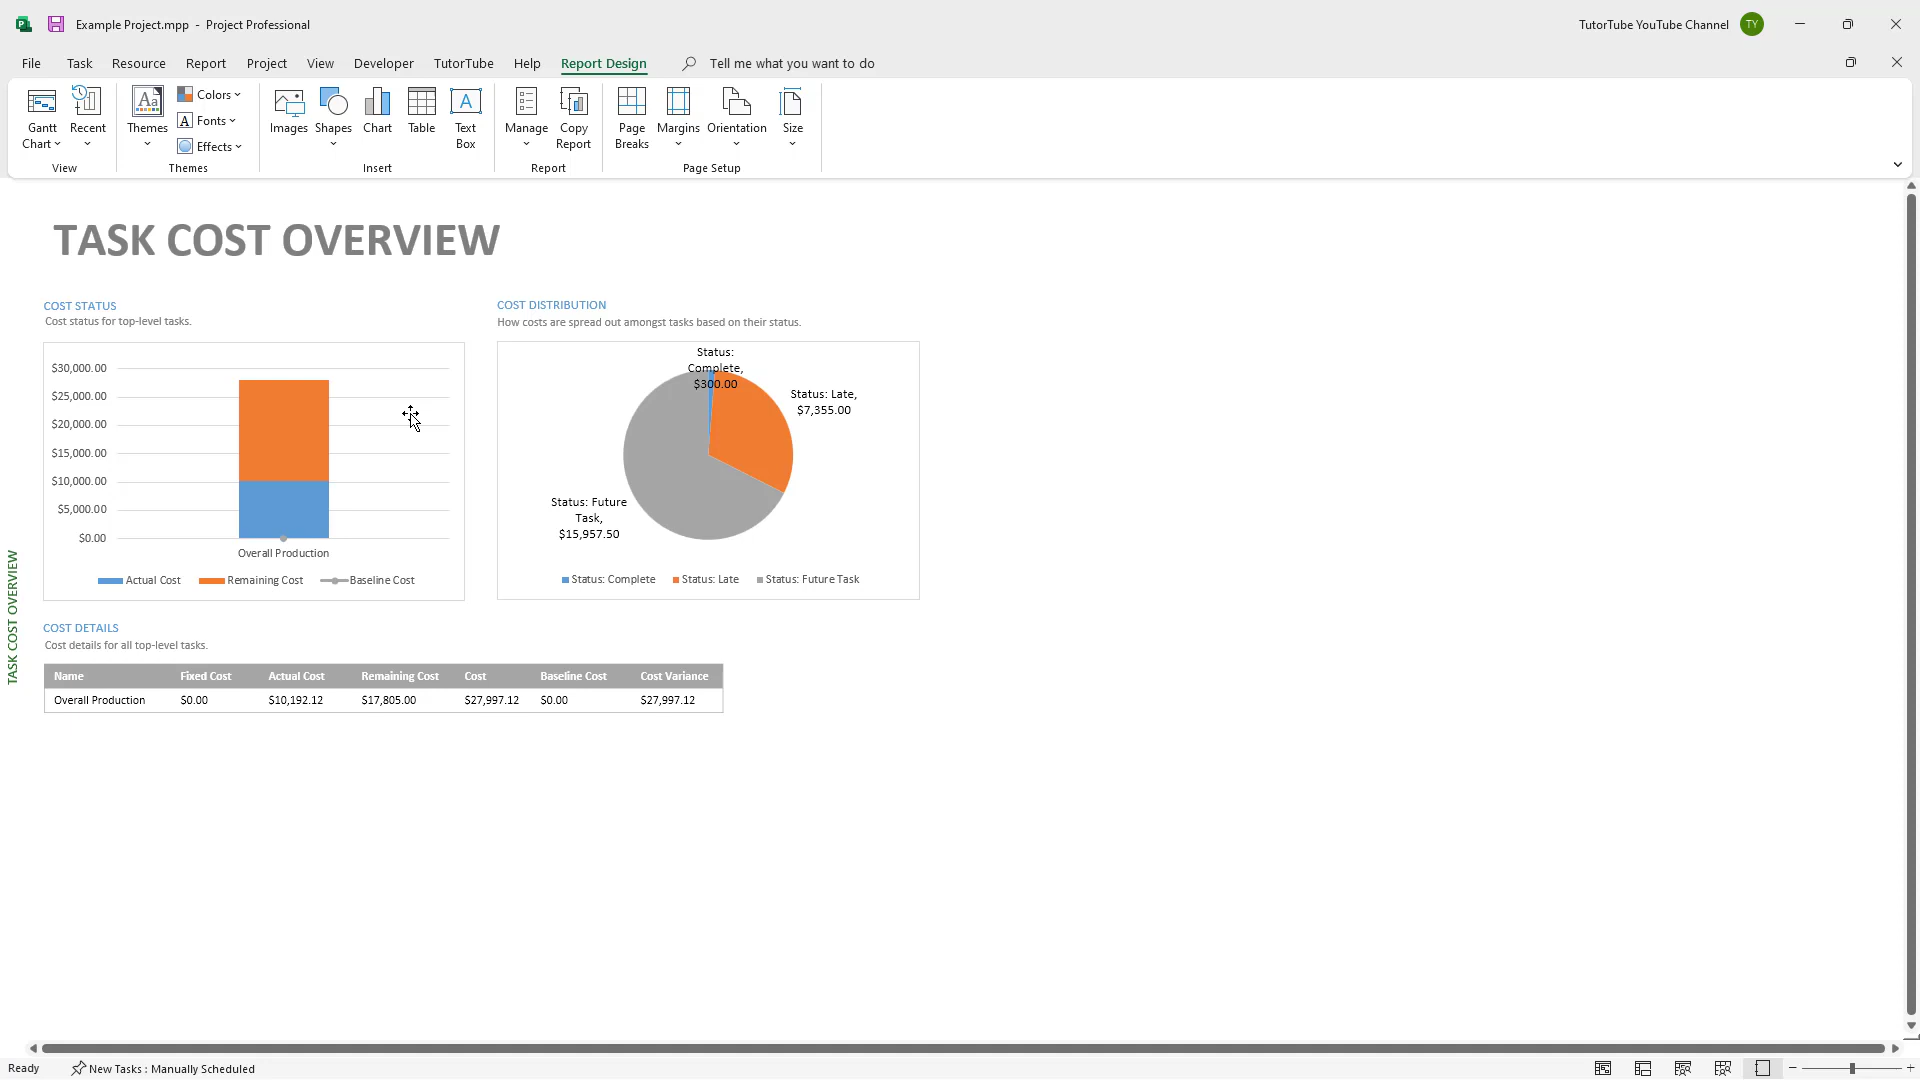 Example Project.mpp - Project Professional
TutorTube YouTube Channel
TY
File
Task
Resource
Report
Project
View
Developer
TutorTube
Help
Report Design
Tell me what you want to do
Gantt
Chart
Recent
View
Aa
Themes
Colors
A Fonts
Effects
Themes
Images
Shapes
Chart
Table
A
Text
Box
Insert
Manage
Copy
Report
Report
Page
Breaks
Margins
Orientation
Size
Page Setup
TASK COST OVERVIEW
COST STATUS
Cost status for top-level tasks.
$30,000.00
$25,000.00
$20,000.00
$15,000.00
$10,000.00
$5,000.00
$0.00
Overall Production
Actual Cost
Remaining Cost
Baseline Cost
COST DISTRIBUTION
How costs are spread out amongst tasks based on their status.
Status:
Complete,
$300.00
Status: Late,
$7,355.00
Status: Future
Task,
$15,957.50
Status: Complete
Status: Late
Status: Future Task
TASK COST OVERVIEW
COST DETAILS
Cost details for all top-level tasks.
Name Fixed Cost Actual Cost Remaining Cost Cost Baseline Cost Cost Variance
Overall Production $0.00 $10,192.12 $17,805.00 $27,997.12 $0.00 $27,997.12
Ready
New Tasks : Manually Scheduled